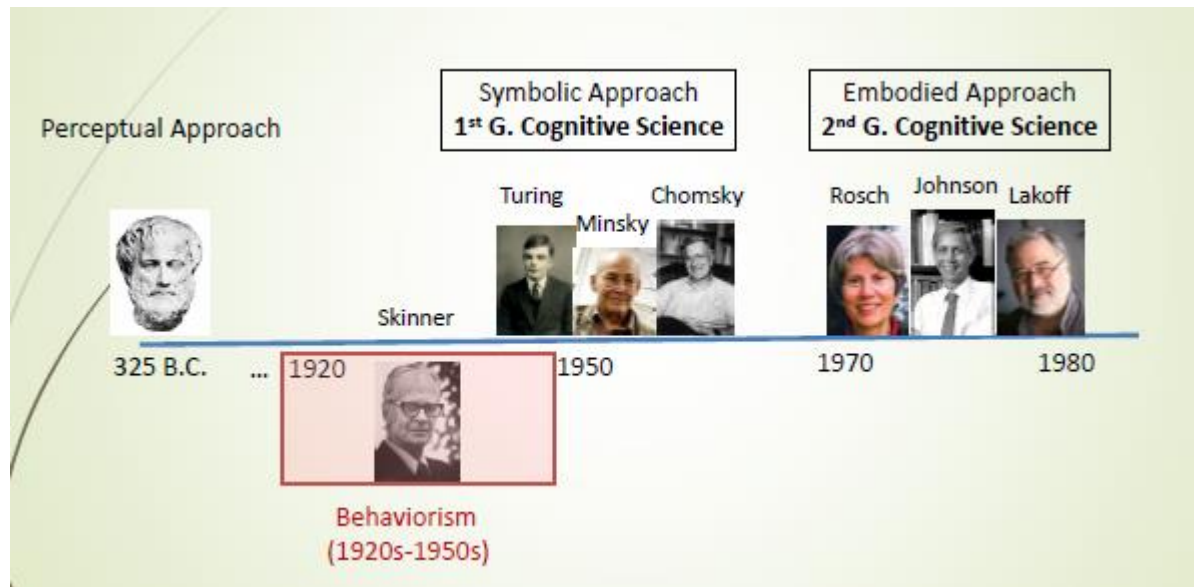 Perceptual Approach
Symbolic Approach
1st G. Cognitive Science
Embodied Approach
2nd G. Cognitive Science
Turing
Minsky
Chomsky
Rosch
Johnson
Lakoff
Skinner
325 B.C. ... 1920 1950 1970 1980
Behaviorism
(1920s-1950s)